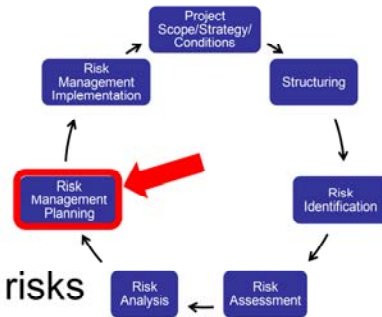 Project
Scope/Strategy/
Conditions
Structuring
Risk
Identification
Risk
Assessment
Risk
Analysis
Risk
Management
Planning
Risk
Management
Implementation
risks